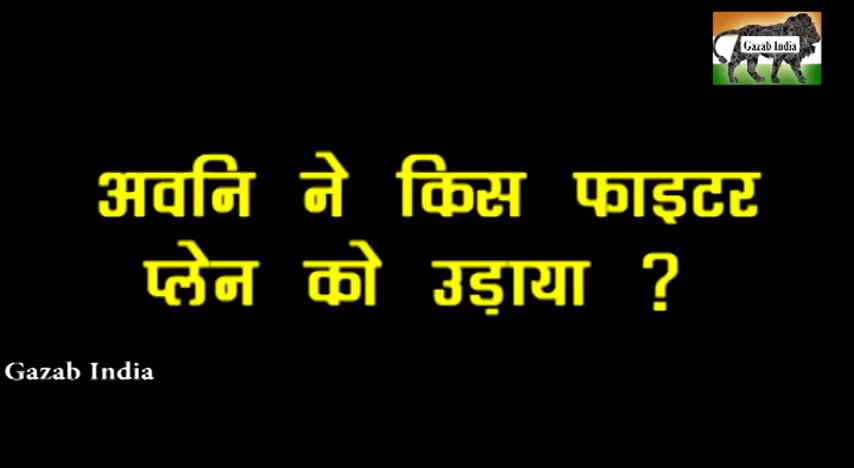 Gazab India
अवनि ने किस फाइटर
प्लेन को उड़ाया ?
Gazab India